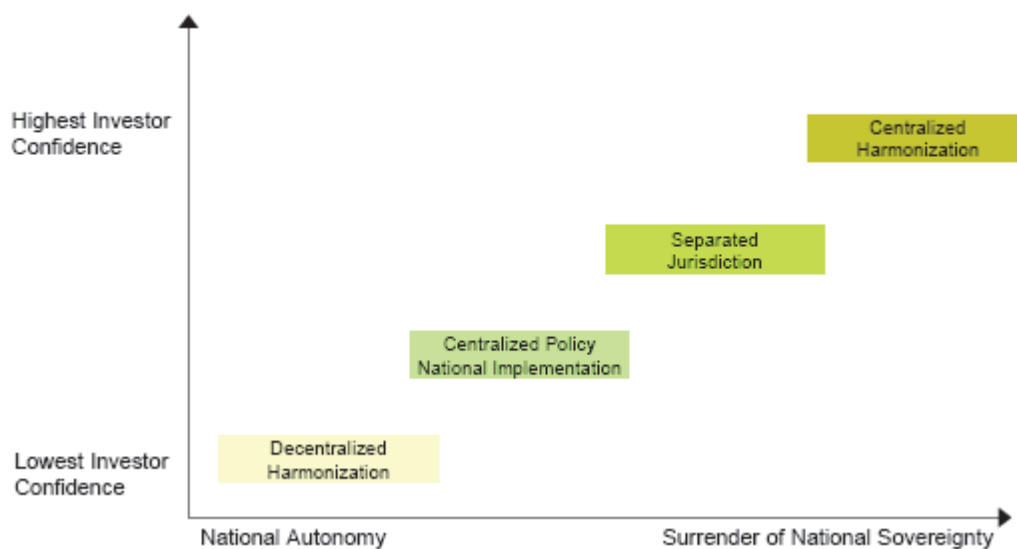 Highest Investor
Confidence
Centralized
Harmonization
Separated
Jurisdiction
Centralized Policy
National Implementation
Decentralized
Harmonization
Lowest Investor
Confidence
National Autonomy
Surrender of National Sovereignty